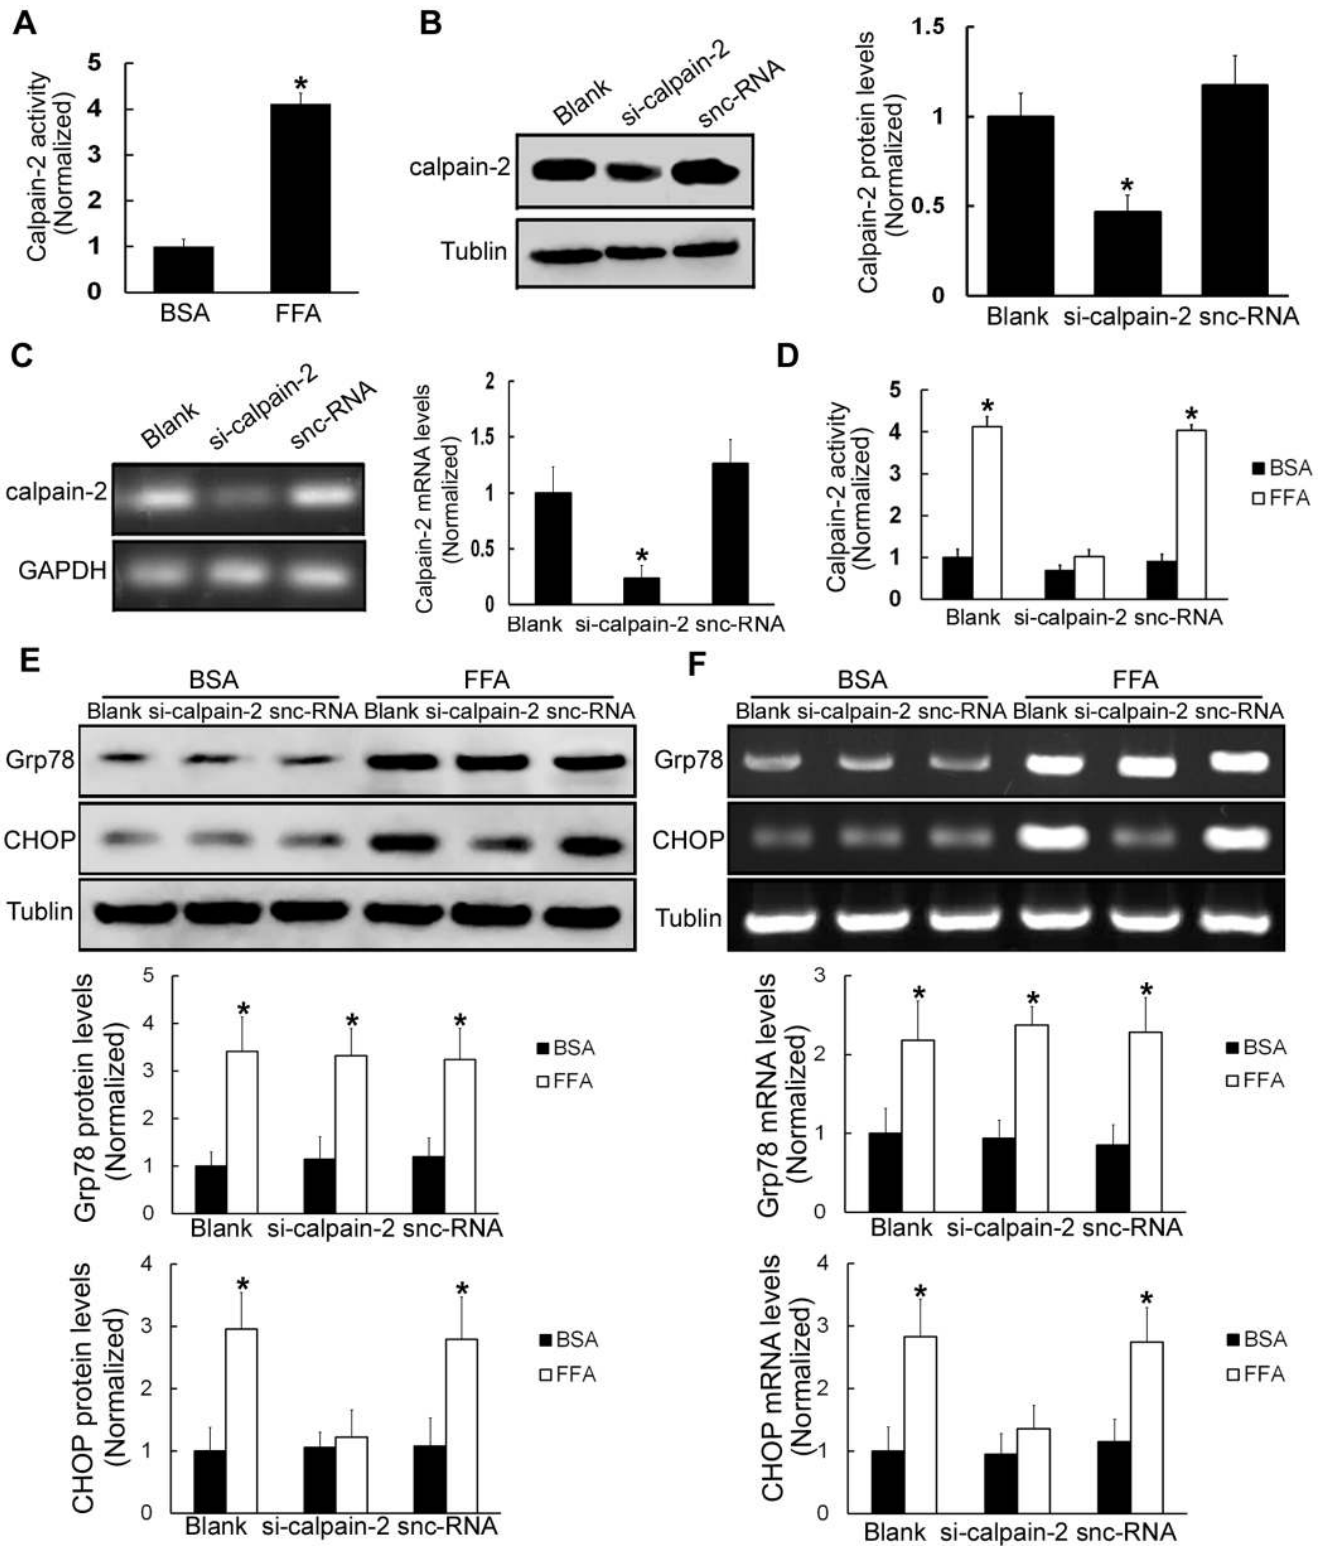 A
Calpain-2 activity
(Normalized)
5
4
3
2
1
0
*
BSA
FFA
B
Blank
si-calpain-2
snc-RNA
calpain-2
Tublin
Calpain-2 protein levels
(Normalized)
1.5
1
0.5
0
*
Blank si-calpain-2 snc-RNA
C
Blank
si-calpain-2
snc-RNA
calpain-2
GAPDH
Calpain-2 mRNA levels
(Normalized)
2
1.5
1
0.5
0
*
Blank si-calpain-2 snc-RNA
D
Calpain-2 activity
(Normalized)
5
4
3
2
1
0
* *
Blank si-calpain-2 snc-RNA
BSA
FFA
E
BSA FFA
Blank si-calpain-2 snc-RNA Blank si-calpain-2 snc-RNA
Grp78
CHOP
Tublin
Grp78 protein levels
(Normalized)
5
4
3
2
1
0
* * *
Blank si-calpain-2 snc-RNA
BSA
FFA
CHOP protein levels
(Normalized)
4
3
2
1
0
* *
Blank si-calpain-2 snc-RNA
BSA
FFA
F
BSA FFA
Blank si-calpain-2 snc-RNA Blank si-calpain-2 snc-RNA
Grp78
CHOP
Tublin
Grp78 mRNA levels
(Normalized)
3
2
1
0
* * *
Blank si-calpain-2 snc-RNA
BSA
FFA
CHOP mRNA levels
(Normalized)
4
3
2
1
0
* *
Blank si-calpain-2 snc-RNA
BSA
FFA